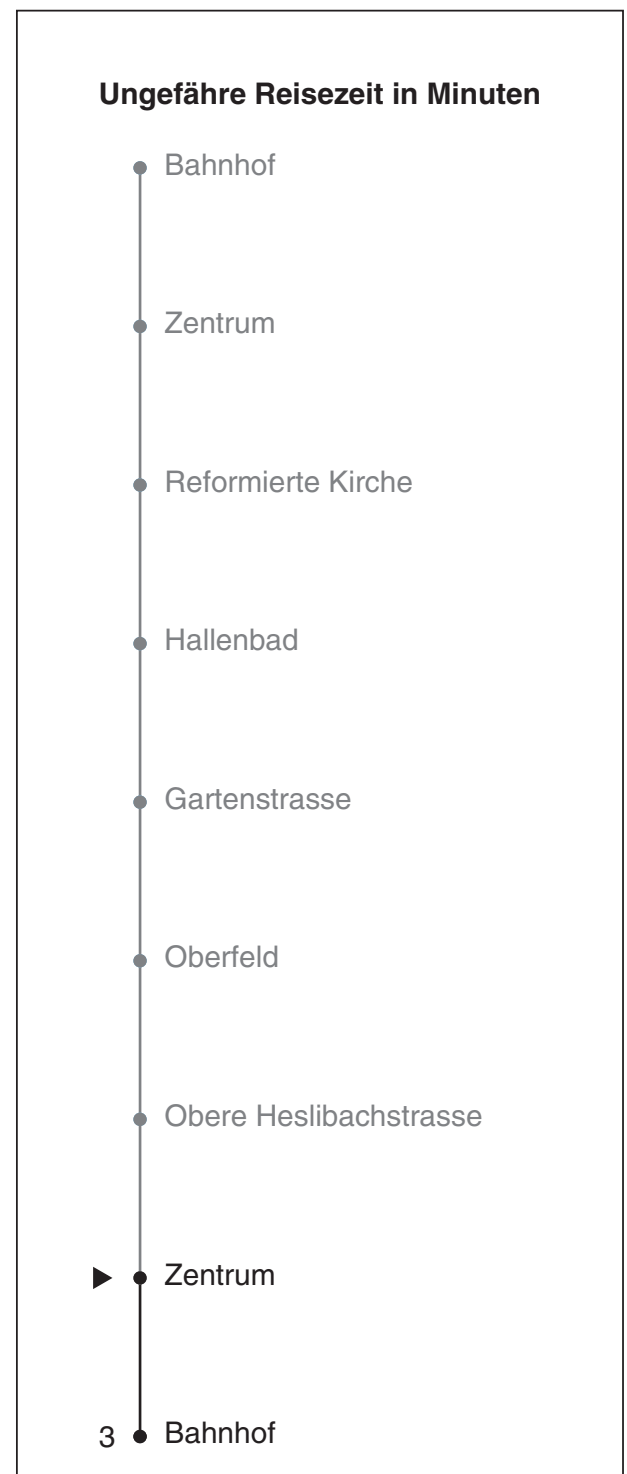 Ungefähre Reisezeit in Minuten
Bahnhof
Zentrum
Reformierte Kirche
Hallenbad
Gartenstrasse
Oberfeld
Obere Heslibachstrasse
Zentrum
3 Bahnhof